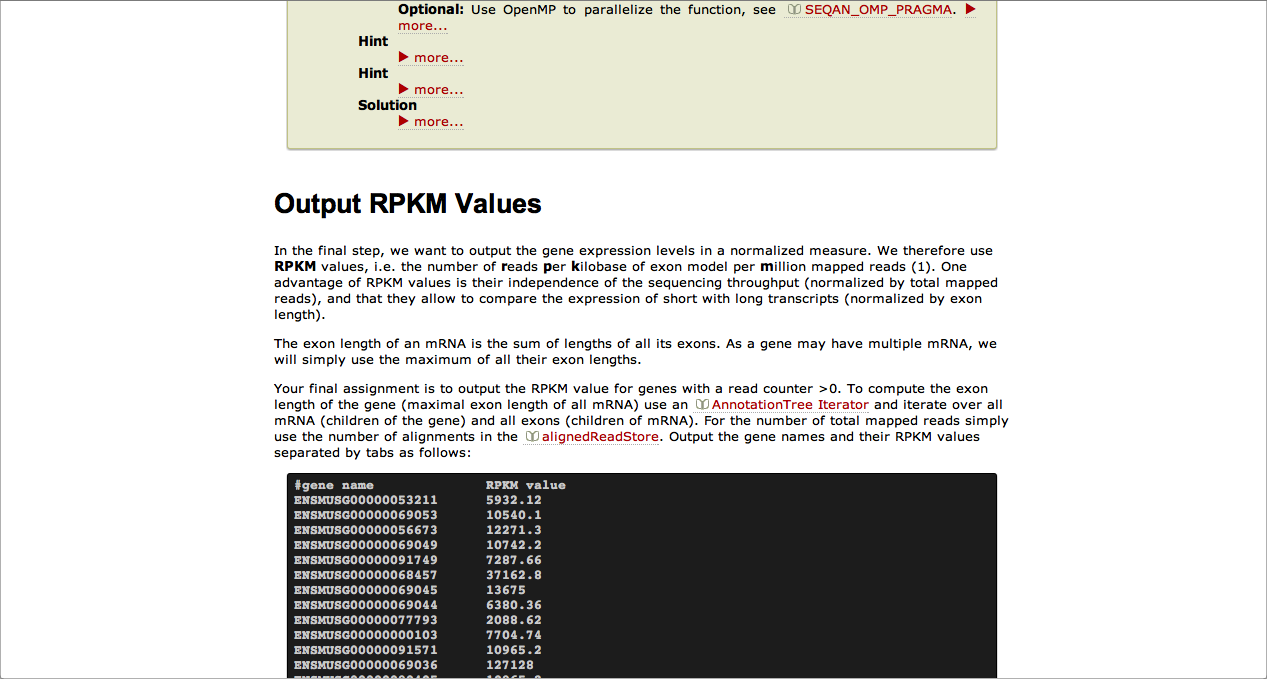 Optional: Use OpenMP to parallelize the function, see SEQAN_OMP_PRAGMA. ▶
more...
Hint
▶ more...
Hint
▶ more...
Solution
▶ more...
Output RPKM Values
In the final step, we want to output the gene expression levels in a normalized measure. We therefore use
RPKM values, i.e. the number of reads per kilobase of exon model per million mapped reads (1). One
advantage of RPKM values is their independence of the sequencing throughput (normalized by total mapped
reads), and that they allow to compare the expression of short with long transcripts (normalized by exon
length).
The exon length of an mRNA is the sum of lengths of all its exons. As a gene may have multiple mRNA, we
will simply use the maximum of all their exon lengths.
Your final assignment is to output the RPKM value for genes with a read counter >0. To compute the exon
length of the gene (maximal exon length of all mRNA) use an AnnotationTree Iterator and iterate over all
mRNA (children of the gene) and all exons (children of mRNA). For the number of total mapped reads simply
use the number of alignments in the alignedReadStore. Output the gene names and their RPKM values
separated by tabs as follows:
#gene name RPKM value
ENSMUSG00000053211 5932.12
ENSMUSG00000069053 10540.1
ENSMUSG00000056673 12271.3
ENSMUSG00000069049 10742.2
ENSMUSG00000091749 7287.66
ENSMUSG00000068457 37162.8
ENSMUSG00000069045 13675
ENSMUSG00000069044 6380.36
ENSMUSG00000077793 2088.62
ENSMUSG00000000103 7704.74
ENSMUSG00000091571 10965.2
ENSMUSG00000069036 127128